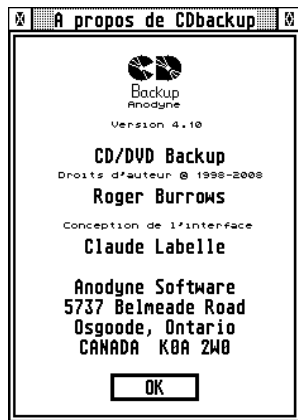 A propos de CDbackup
CD
Backup
Anodyne
Version 4.10
CD/DVD Backup
Droits d'auteur @ 1998-2008
Roger Burrows
Conception de l'interface
Claude Labelle
Anodyne Software
5737 Belmeade Road
Osgoode, Ontario
CANADA K0A 2W0
OK